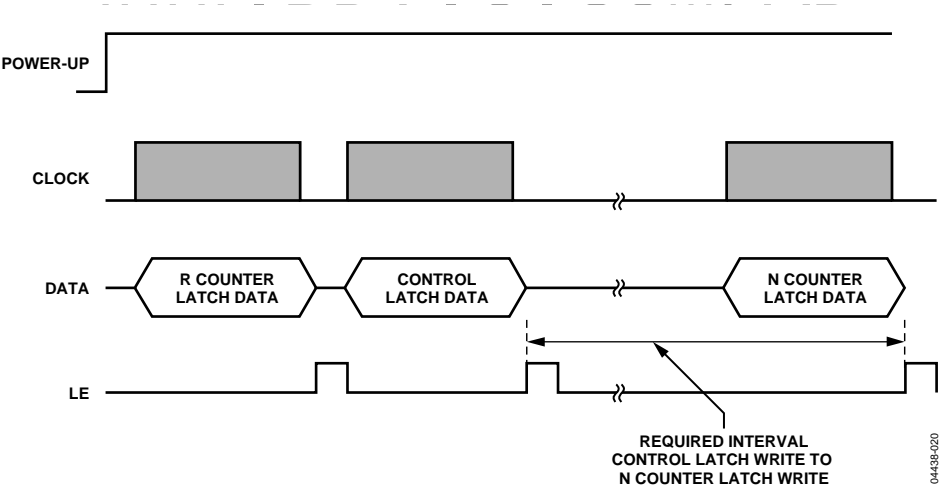 POWER-UP
CLOCK
DATA
R COUNTER
LATCH DATA
CONTROL
LATCH DATA
N COUNTER
LATCH DATA
LE
REQUIRED INTERVAL
CONTROL LATCH WRITE TO
N COUNTER LATCH WRITE
04438-020